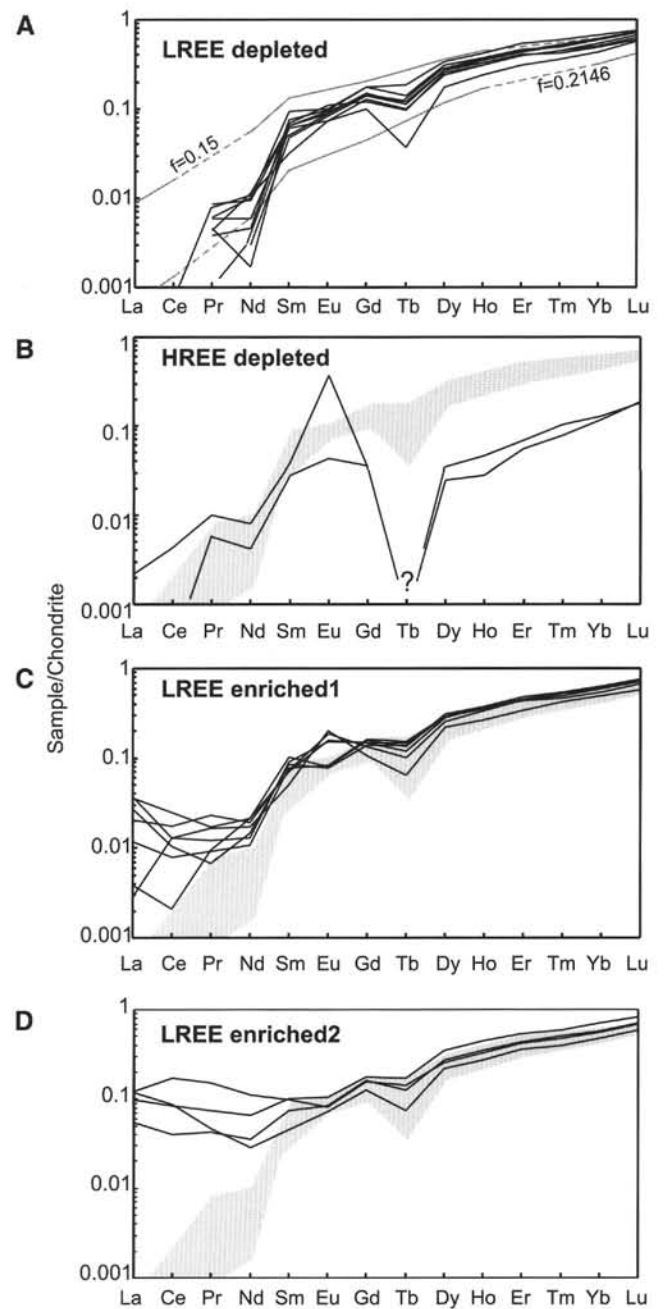 A
LREE depleted
1
0.1
0.01
0.001
f=0.15
f=0.2146
La Ce Pr Nd Sm Eu Gd Tb Dy Ho Er Tm Yb Lu
B
HREE depleted
1
0.1
0.01
0.001
?
La Ce Pr Nd Sm Eu Gd Tb Dy Ho Er Tm Yb Lu
Sample/Chondrite
C
LREE enriched1
1
0.1
0.01
0.001
La Ce Pr Nd Sm Eu Gd Tb Dy Ho Er Tm Yb Lu
D
LREE enriched2
1
0.1
0.01
0.001
La Ce Pr Nd Sm Eu Gd Tb Dy Ho Er Tm Yb Lu